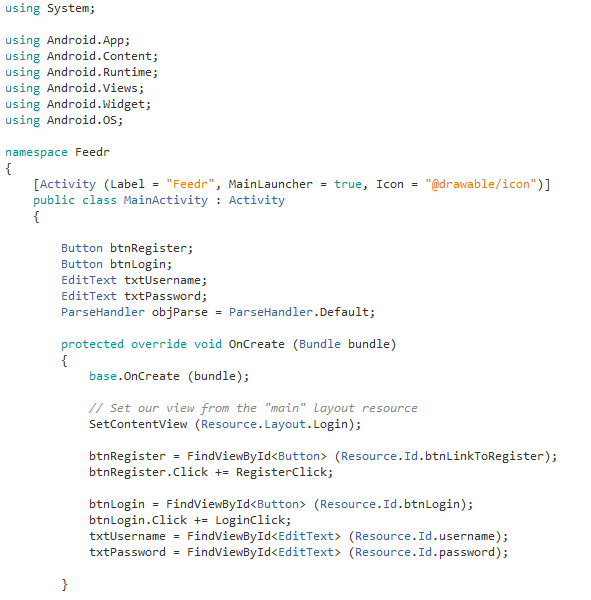 using System;
using Android.App;
using Android.Content;
using Android.Runtime;
using Android.Views;
using Android.Widget;
using Android.OS;
namespace Feedr
{
[Activity (Label = "Feedr", MainLauncher = true, Icon = "@drawable/icon")]
public class MainActivity : Activity
{
Button btnRegister;
Button btnLogin;
EditText txtUsername;
EditText txtPassword;
ParseHandler objParse = ParseHandler.Default;
protected override void OnCreate (Bundle bundle)
{
base.OnCreate (bundle);
// Set our view from the "main" layout resource
SetContentView (Resource.Layout.Login);
btnRegister = FindViewById<Button> (Resource.Id.btnLinkToRegister);
btnRegister.Click += RegisterClick;
btnLogin = FindViewById<Button> (Resource.Id.btnLogin);
btnLogin.Click += LoginClick;
txtUsername = FindViewById<EditText> (Resource.Id.username);
txtPassword = FindViewById<EditText> (Resource.Id.password);
}